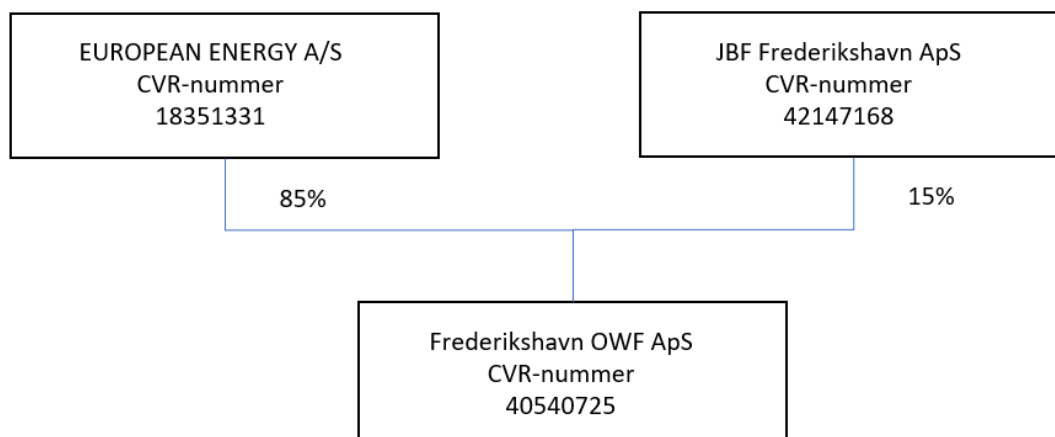 EUROPEAN ENERGY A/S
CVR-nummer
18351331
JBF Frederikshavn ApS
CVR-nummer
42147168
85%
15%
Frederikshavn OWF ApS
CVR-nummer
40540725